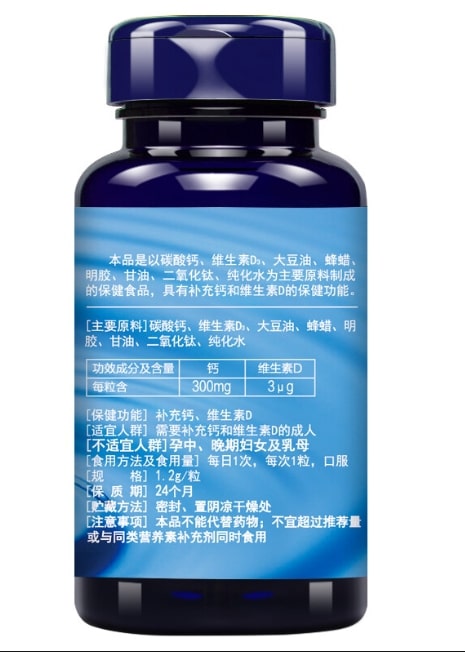 本品是以碳酸钙、维生素D₃、大豆油、蜂蜡、
明胶、甘油、二氧化钛、纯化水为主要原料制成
的保健食品，具有补充钙和维生素D的保健功能。
[主要原料]碳酸钙、维生素D₃、大豆油、蜂蜡、明
胶、甘油、二氧化钛、纯化水
功效成分及含量 钙 维生素D
每粒含 300mg 3μg
[保健功能] 补充钙、维生素D
[适宜人群] 需要补充钙和维生素D的成人
[不适宜人群]孕中、晚期妇女及乳母
[食用方法及食用量] 每日1次，每次1粒，口服
[规 格] 1.2g/粒
[保 质 期] 24个月
[贮藏方法] 密封、置阴凉干燥处
[注意事项] 本品不能代替药物；不宜超过推荐量
或与同类营养素补充剂同时食用